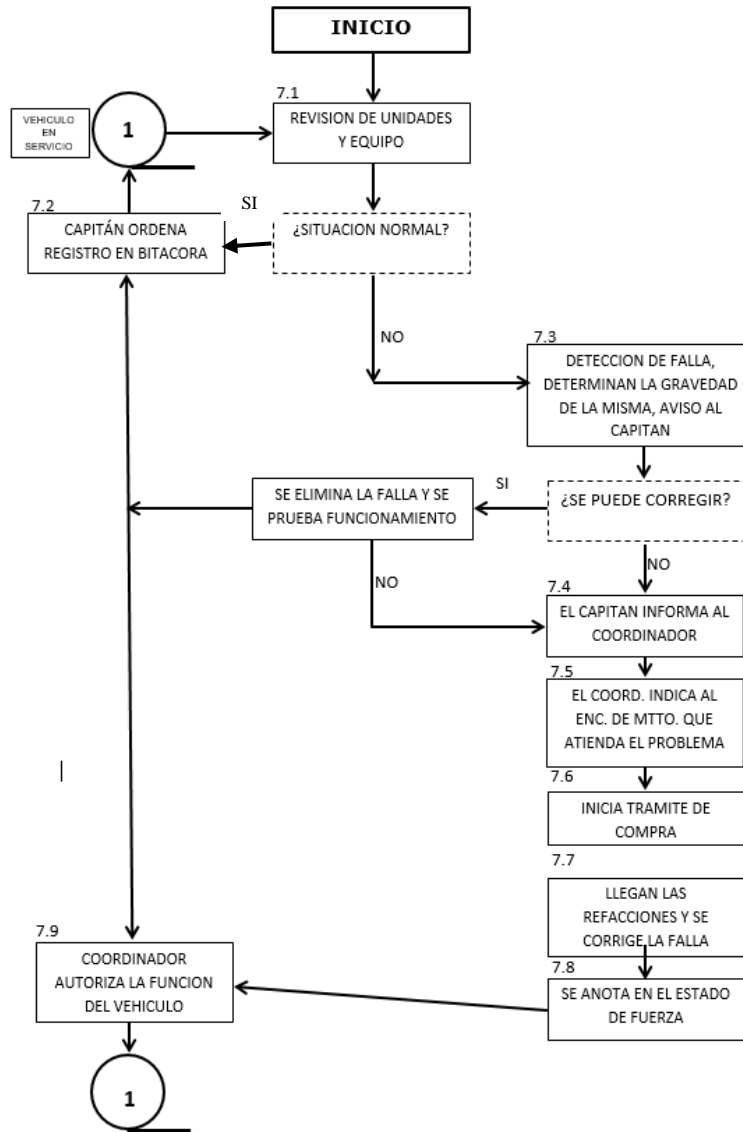 INICIO
7.1
REVISION DE UNIDADES
Y EQUIPO
VEHICULO
EN
SERVICIO
1
7.2
CAPITÁN ORDENA
REGISTRO EN BITACORA
SI
¿SITUACION NORMAL?
NO
7.3
DETECCION DE FALLA,
DETERMINAN LA GRAVEDAD
DE LA MISMA, AVISO AL
CAPITAN
¿SE PUEDE CORREGIR?
SI
SE ELIMINA LA FALLA Y SE
PRUEBA FUNCIONAMIENTO
NO
NO
7.4
EL CAPITAN INFORMA AL
COORDINADOR
7.5
EL COORD. INDICA AL
ENC. DE MTTO. QUE
ATIENDA EL PROBLEMA
7.6
INICIA TRAMITE DE
COMPRA
7.7
LLEGAN LAS
REFACCIONES Y SE
CORRIGE LA FALLA
7.8
SE ANOTA EN EL ESTADO
DE FUERZA
7.9
COORDINADOR
AUTORIZA LA FUNCION
DEL VEHICULO
1